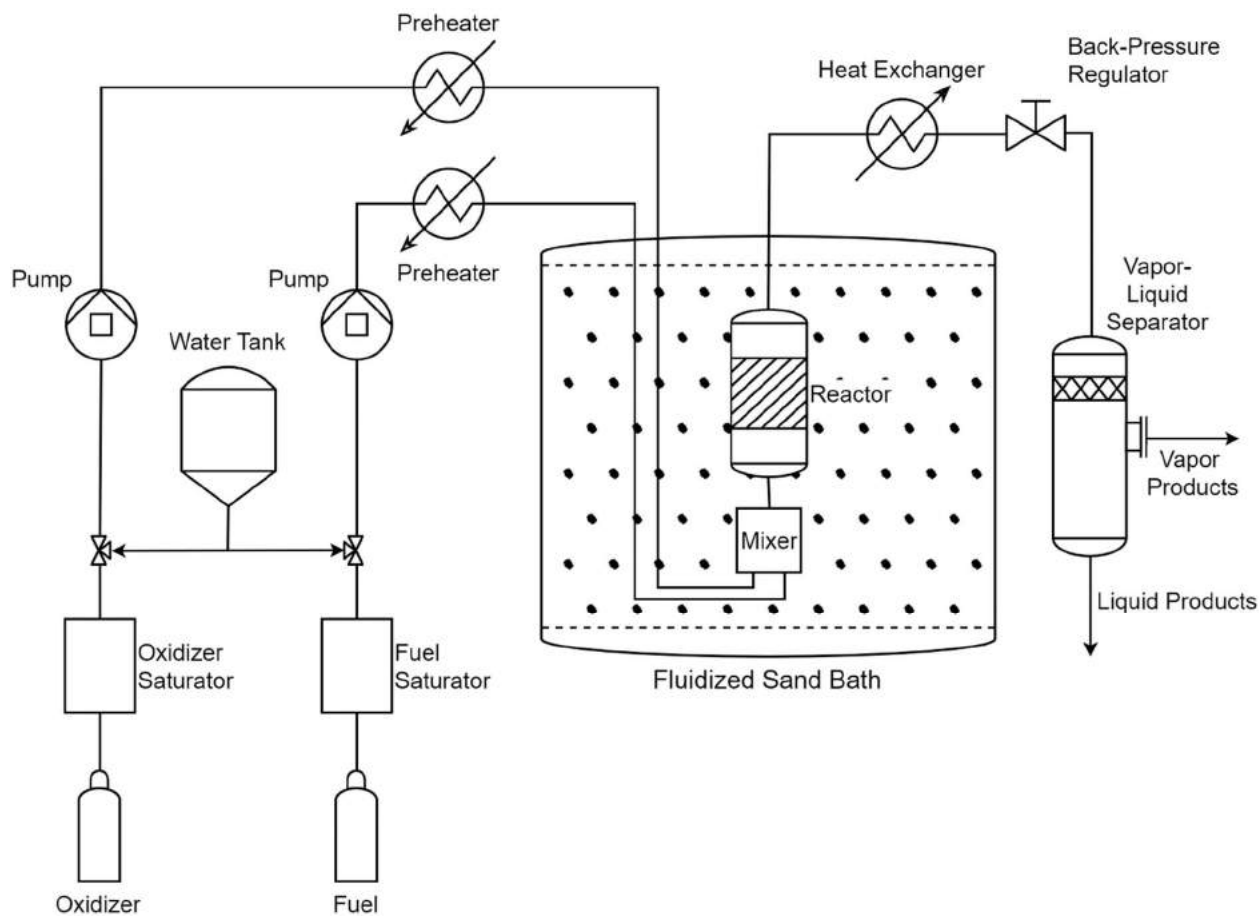 Preheater
Heat Exchanger
Back-Pressure
Regulator
Preheater
Pump
Pump
Water Tank
Vapor-
Liquid
Separator
Reactor
Vapor
Products
Mixer
Liquid Products
Oxidizer
Saturator
Fuel
Saturator
Fluidized Sand Bath
Oxidizer
Fuel